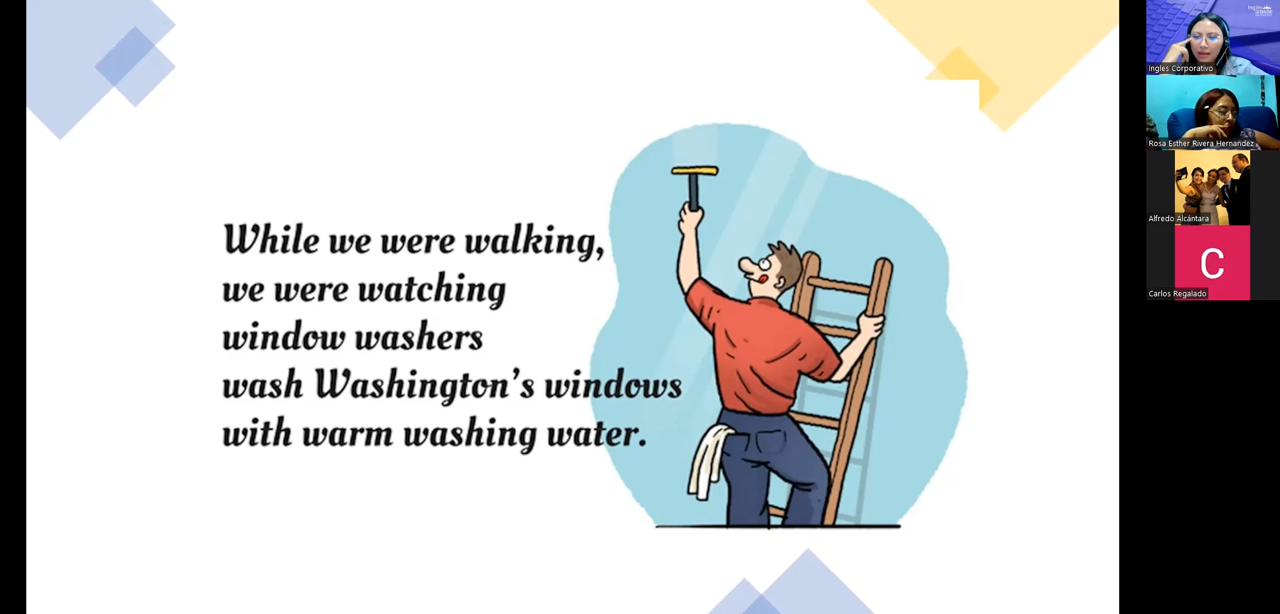 While we were walking,
we were watching
window washers
wash Washington's windows
with warm washing water.
Ingles Corporativo
Rosa Esther Rivera Hernandez
Alfredo Alcántara
C
Carlos Regalado